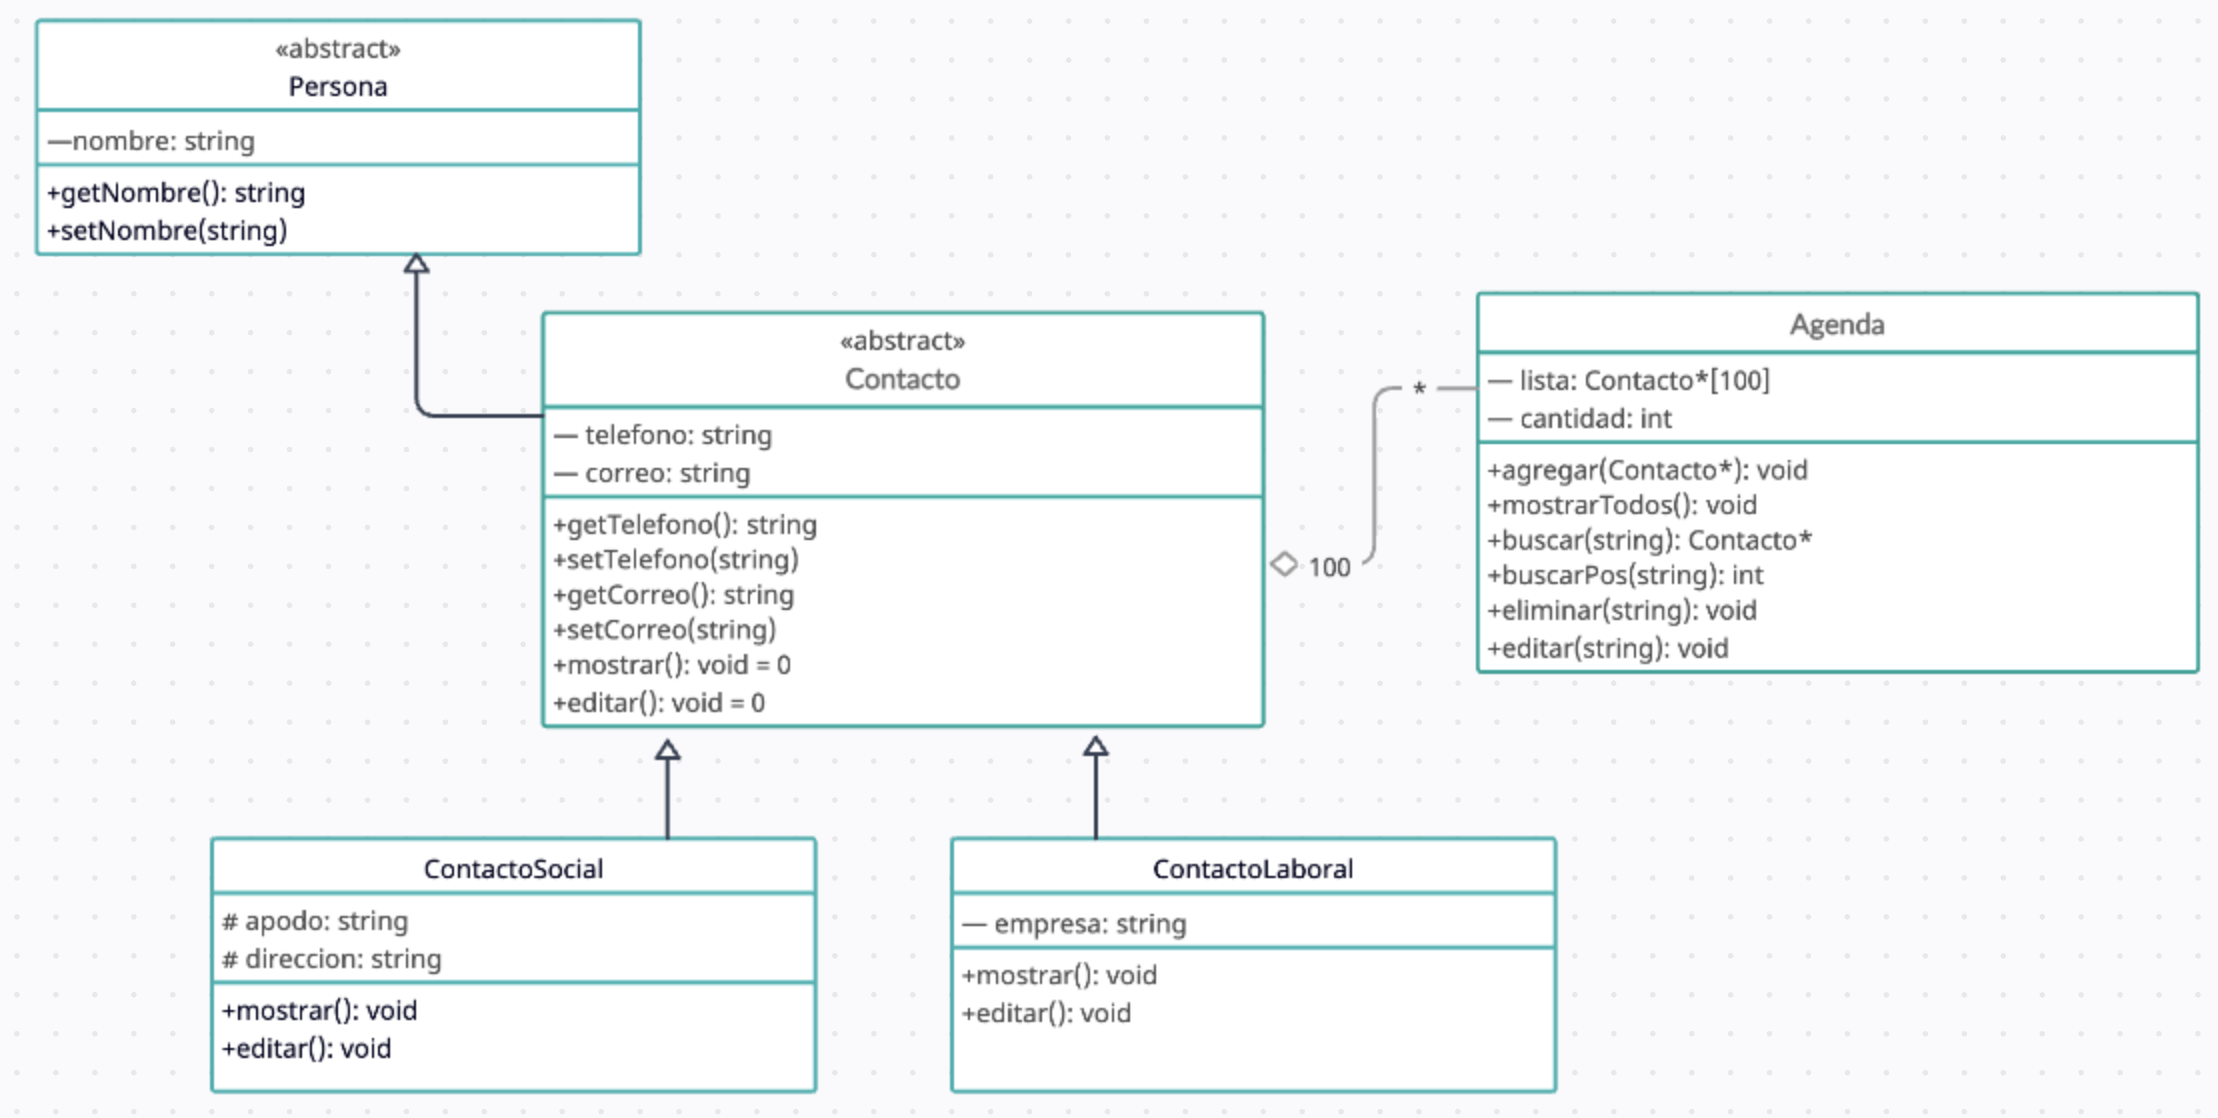 «abstract»
Persona
—nombre: string
+getNombre(): string
+setNombre(string)
«abstract»
Contacto
— telefono: string
— correo: string
+getTelefono(): string
+setTelefono(string)
+getCorreo(): string
+setCorreo(string)
+mostrar(): void = 0
+editar(): void = 0
100
*
Agenda
— lista: Contacto*[100]
— cantidad: int
+agregar(Contacto*): void
+mostrarTodos(): void
+buscar(string): Contacto*
+buscarPos(string): int
+eliminar(string): void
+editar(string): void
ContactoSocial
# apodo: string
# direccion: string
+mostrar(): void
+editar(): void
ContactoLaboral
— empresa: string
+mostrar(): void
+editar(): void